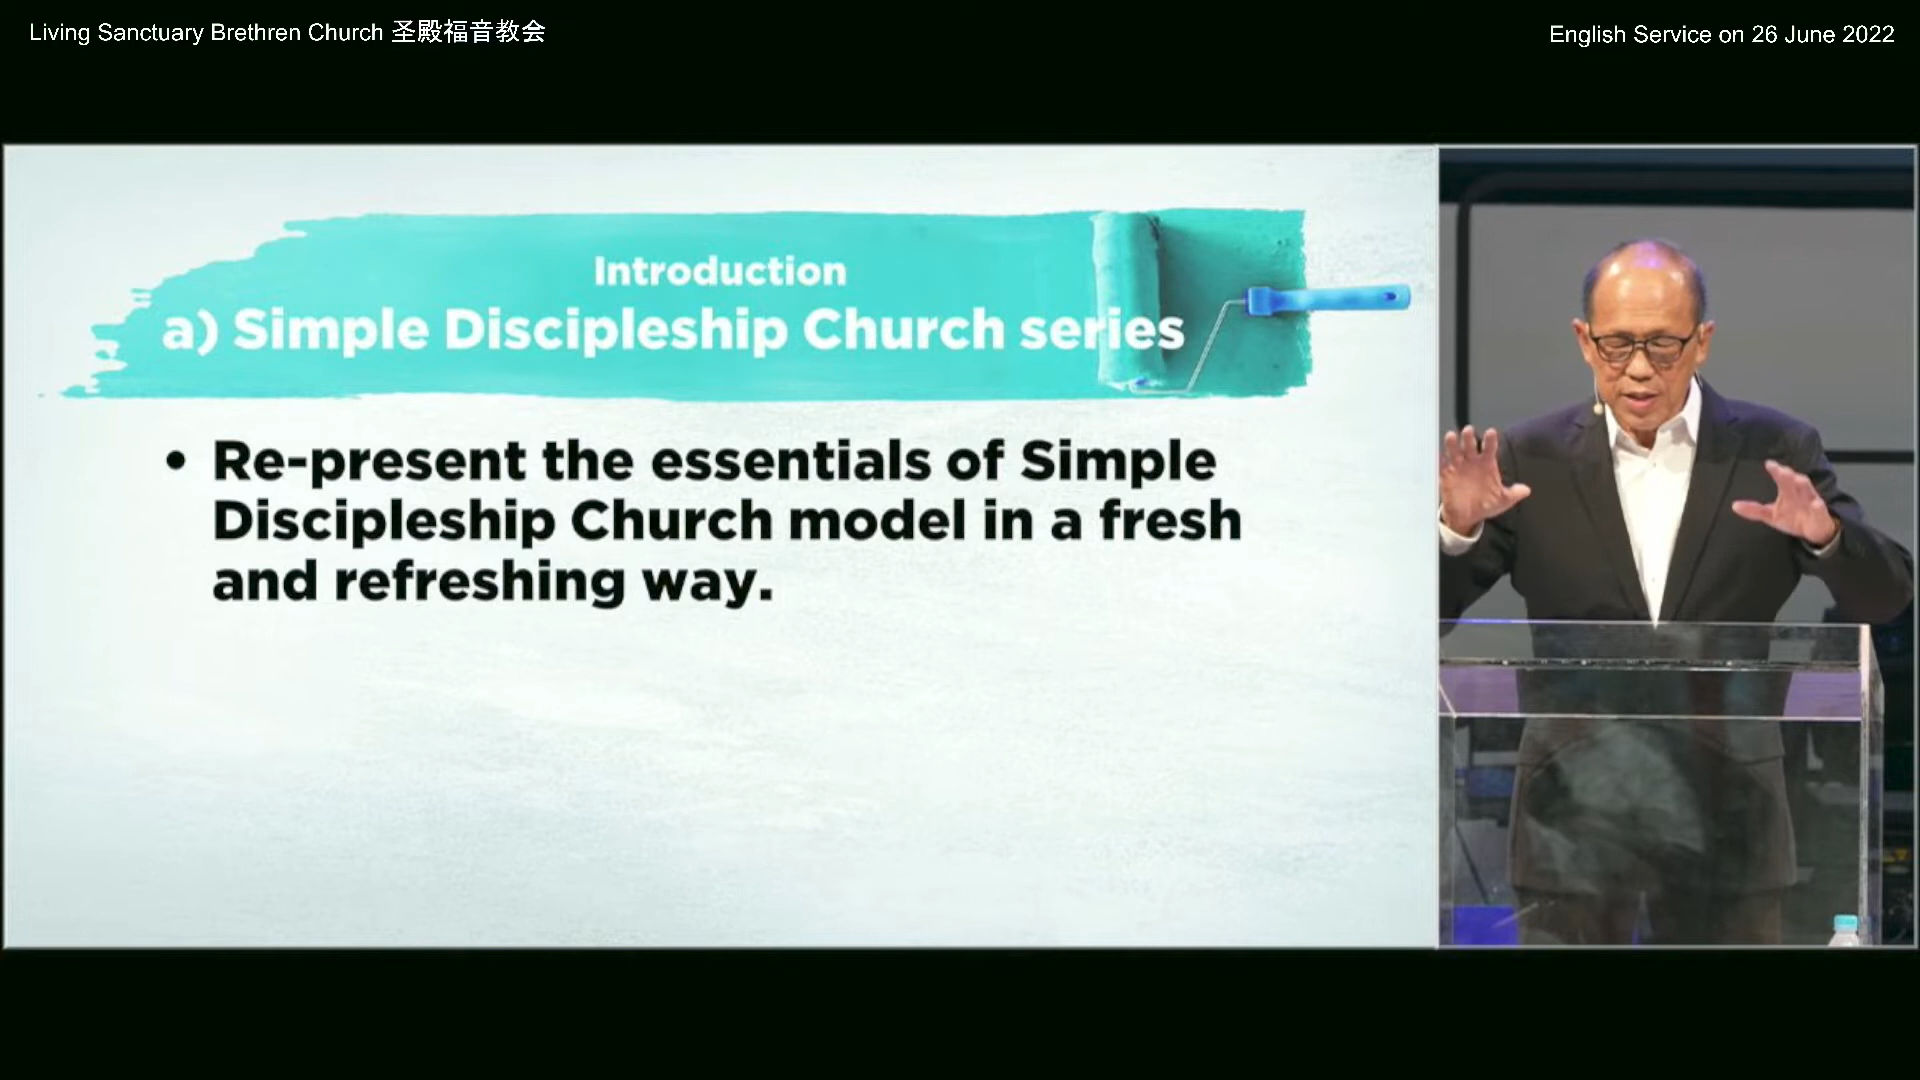 Living Sanctuary Brethren Church 圣殿福音教会
English Service on 26 June 2022
Introduction
a) Simple Discipleship Church series
• Re-present the essentials of Simple
Discipleship Church model in a fresh
and refreshing way.